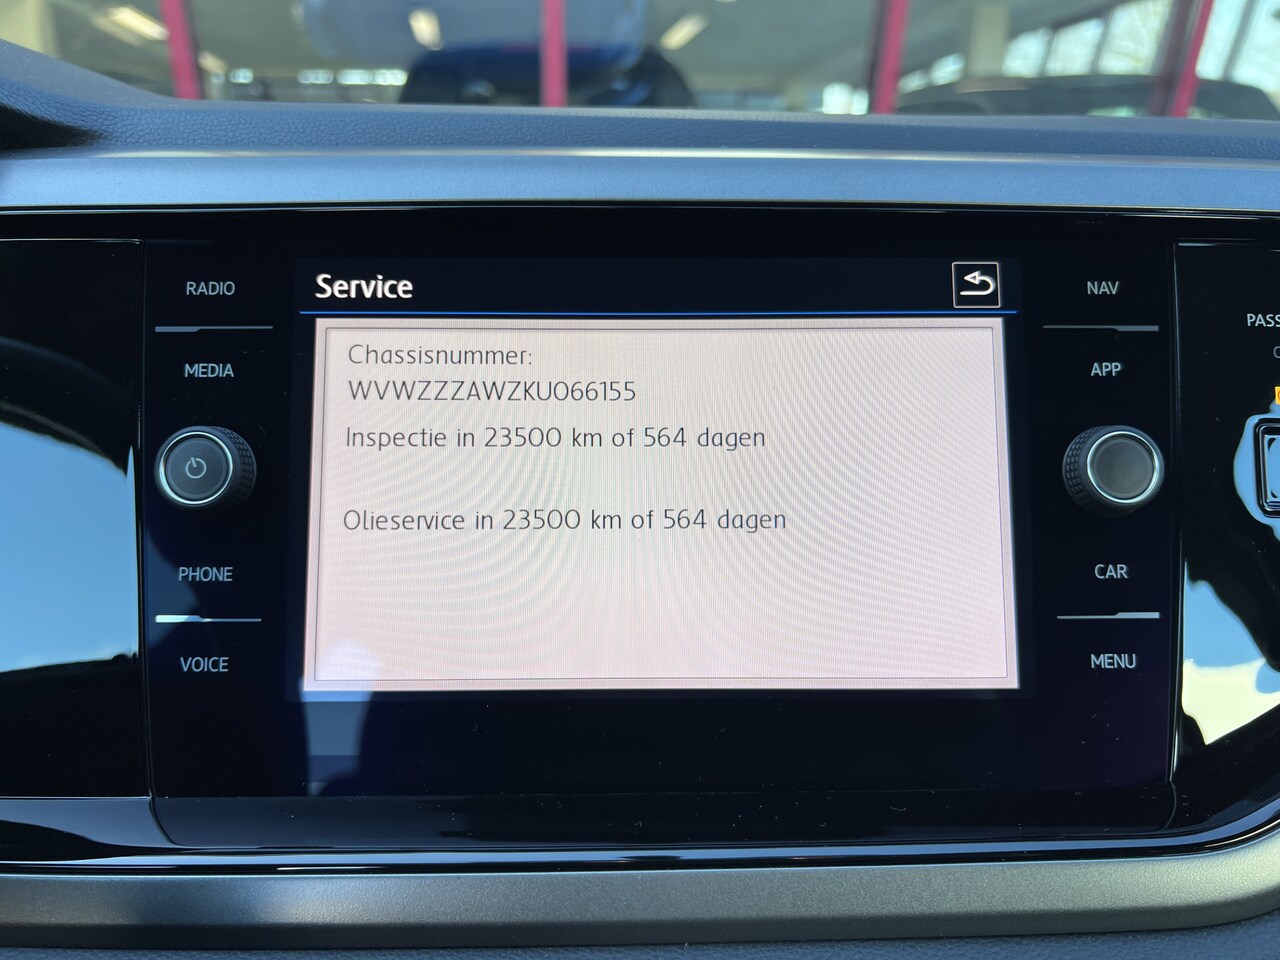 Service
RADIO
MEDIA
PHONE
VOICE
Chassisnummer:
WVWZZZAWZKU066155
Inspectie in 23500 km of 564 dagen
Olieservice in 23500 km of 564 dagen
NAV
APP
CAR
MENU
PASS